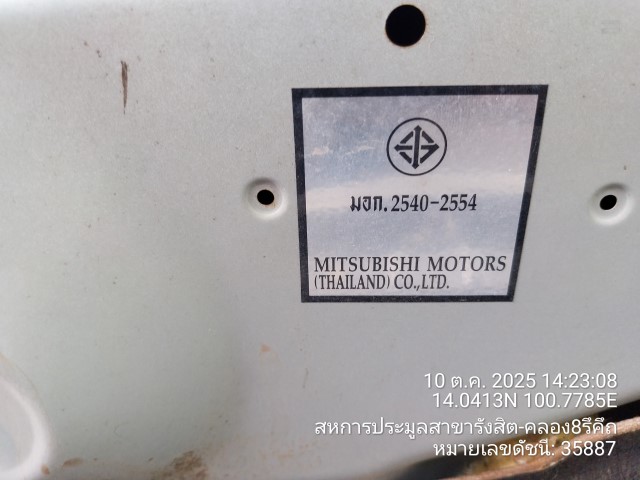 มอก. 2540-2554
MITSUBISHI MOTORS
(THAILAND) CO.,LTD.
10 ต.ค. 2025 14:23:08
14.0413N 100.7785E
สหการประมูลสาขารังสิต-คลอง8รีคึถ
หมายเลขดัชนี: 35887